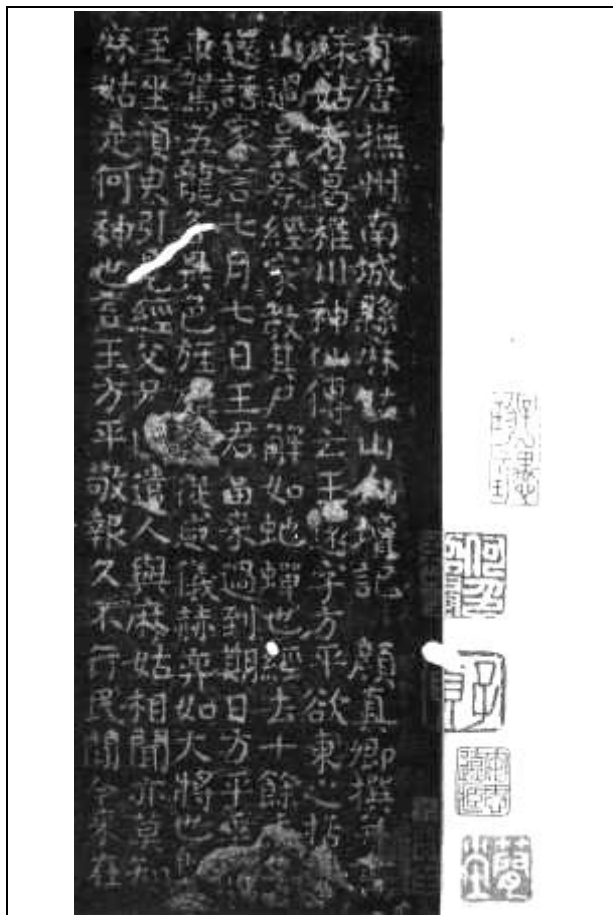 有唐撫州南城縣麻姑山仙壇記 顏真卿撰并書
麻姑者葛稚川神仙傳云王遠字方平欲東之括
山過吳蔡經家教其尸解如蛇蟬也經去十餘
還語家言七月七日王君當來過到期日方平乘
車駕五龍各異色旌從威儀赫弈如大將也既
至坐須臾引見經父兄遣人與麻姑相聞亦莫知
麻姑是何神也言王方平敬報久不行民間今來在